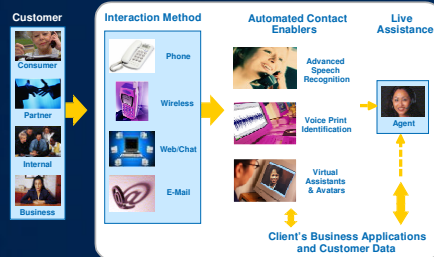 Customer
Consumer
Partner
Internal
Business
Interaction Method
Phone
Wireless
Web/Chat
E-Mail
Automated Contact
Enablers
Advanced
Speech
Recognition
Voice Print
Identification
Virtual
Assistants
& Avatars
Live
Assistance
Agent
Client's Business Applications
and Customer Data